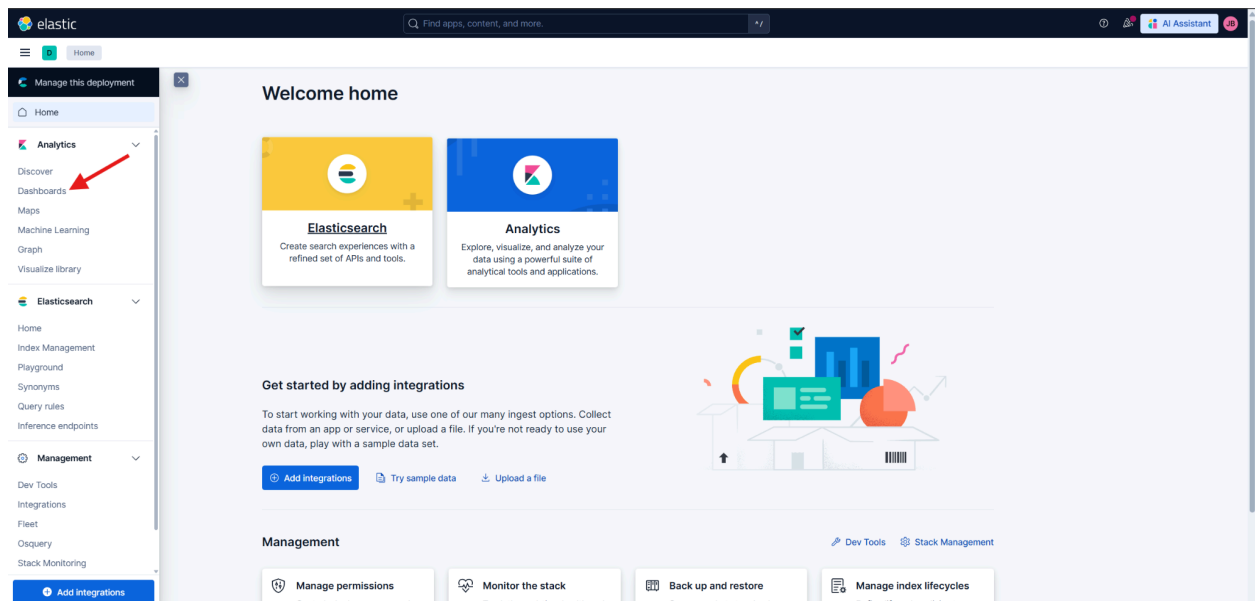 elastic
Find apps, content, and more.
^/
AI Assistant
JB
D
Home
Manage this deployment
Home
Analytics
Discover
Dashboards
Maps
Machine Learning
Graph
Visualize library
Elasticsearch
Home
Index Management
Playground
Synonyms
Query rules
Inference endpoints
Management
Dev Tools
Integrations
Fleet
Osquery
Stack Monitoring
Add integrations
Welcome home
Elasticsearch
Create search experiences with a
refined set of APIs and tools.
Analytics
Explore, visualize, and analyze your
data using a powerful suite of
analytical tools and applications.
Get started by adding integrations
To start working with your data, use one of our many ingest options. Collect
data from an app or service, or upload a file. If you're not ready to use your
own data, play with a sample data set.
Add integrations
Try sample data
Upload a file
Management
Dev Tools
Stack Management
Manage permissions
Monitor the stack
Back up and restore
Manage index lifecycles